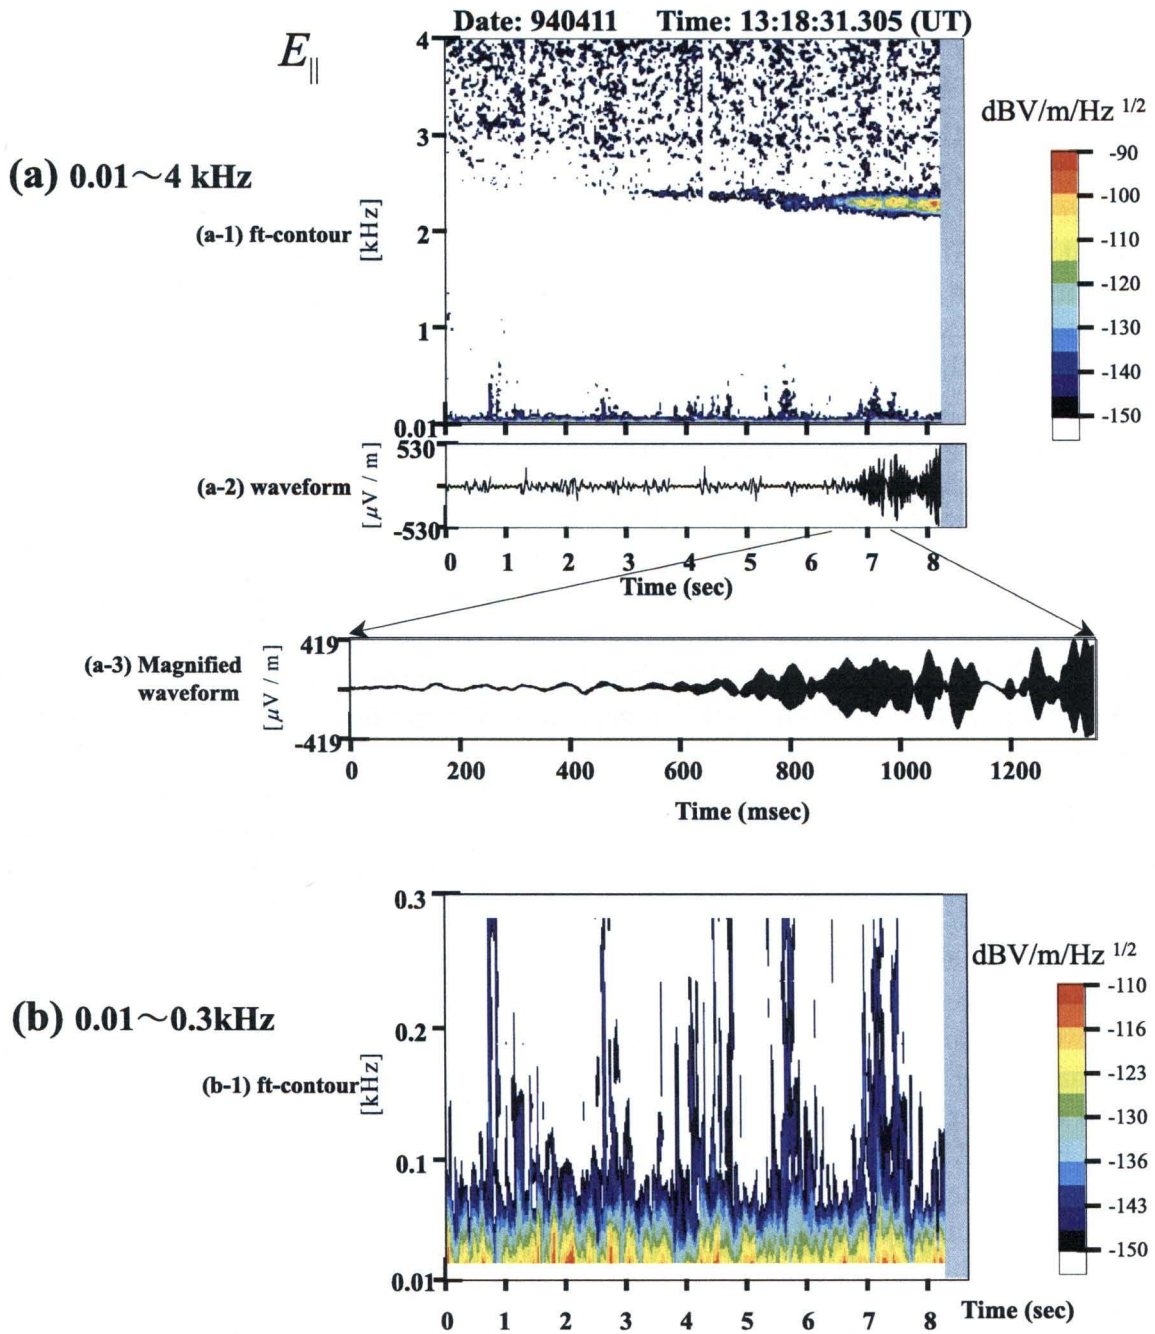 Date: 940411 Time: 13:18:31.305 (UT)
E||
(a) 0.01～4 kHz
(a-1) ft-contour
[kHz]
4
3
2
1
0.01
dBV/m/Hz 1/2
-90
-100
-110
-120
-130
-140
-150
(a-2) waveform
[μV / m]
530
-530
0 1 2 3 4 5 6 7 8
Time (sec)
(a-3) Magnified
waveform
[μV / m]
419
-419
0 200 400 600 800 1000 1200
Time (msec)
(b) 0.01～0.3kHz
(b-1) ft-contour
[kHz]
0.3
0.2
0.1
0.01
dBV/m/Hz 1/2
-110
-116
-123
-130
-136
-143
-150
0 1 2 3 4 5 6 7 8 Time (sec)